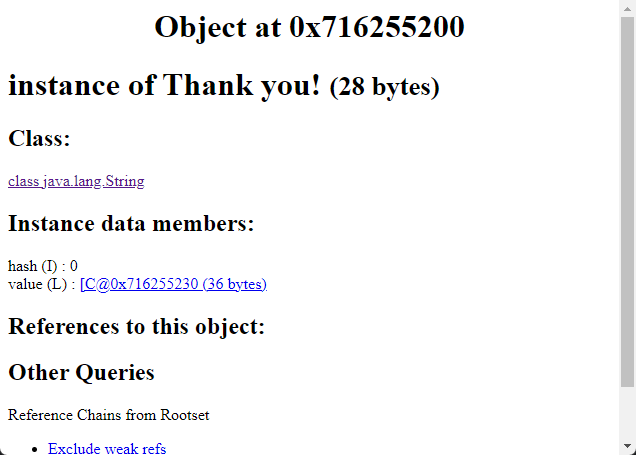 Object at 0x716255200
instance of Thank you! (28 bytes)
Class:
class java.lang.String
Instance data members:
hash (I) : 0
value (L) : [C@0x716255230 (36 bytes)
References to this object:
Other Queries
Reference Chains from Rootset
Exclude weak refs